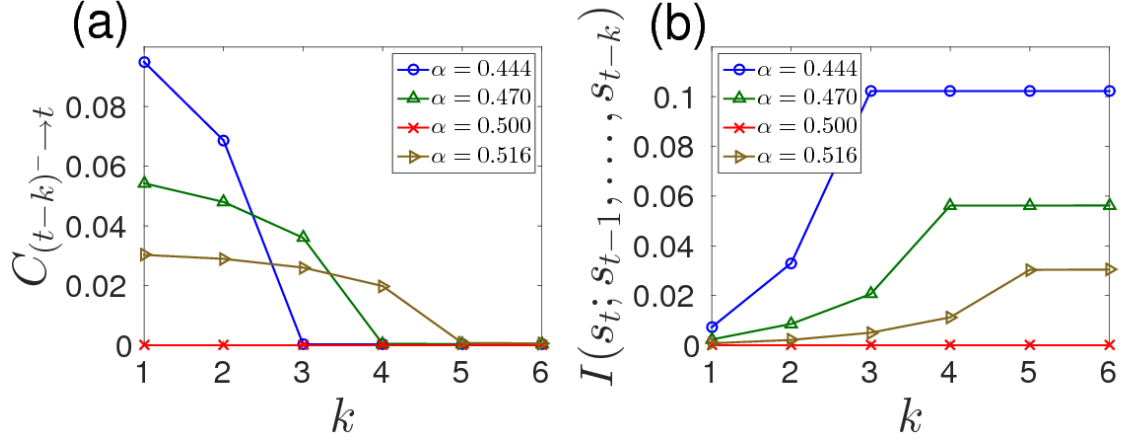 (a)
C_{(t−k)^−→t}
0.08
0.06
0.04
0.02
0
1 2 3 4 5 6
k
α = 0.444
α = 0.470
α = 0.500
α = 0.516
(b)
I(s_t; s_{t−1}, ..., s_{t−k})
0.1
0.08
0.06
0.04
0.02
0
1 2 3 4 5 6
k
α = 0.444
α = 0.470
α = 0.500
α = 0.516